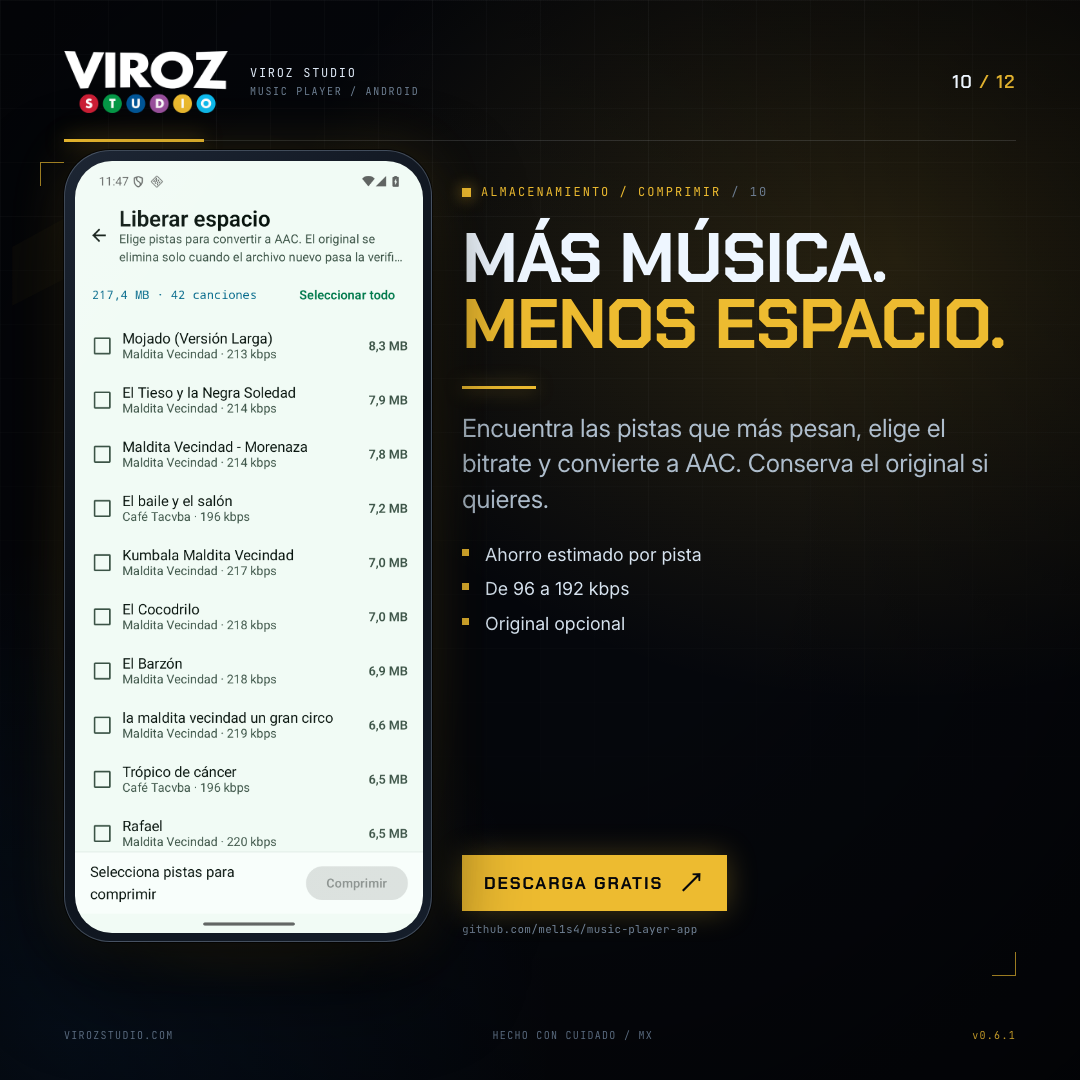 VIROZ
STUDIO
VIROZ STUDIO
MUSIC PLAYER / ANDROID
10 / 12
11:47
Liberar espacio
Elige pistas para convertir a AAC. El original se
elimina solo cuando el archivo nuevo pasa la verifi...
217,4 MB · 42 canciones
Seleccionar todo
Mojado (Versión Larga)
Maldita Vecindad · 213 kbps
8,3 MB
El Tieso y la Negra Soledad
Maldita Vecindad · 214 kbps
7,9 MB
Maldita Vecindad - Morenaza
Maldita Vecindad · 214 kbps
7,8 MB
El baile y el salón
Café Tacvba · 196 kbps
7,2 MB
Kumbala Maldita Vecindad
Maldita Vecindad · 217 kbps
7,0 MB
El Cocodrilo
Maldita Vecindad · 218 kbps
7,0 MB
El Barzón
Maldita Vecindad · 218 kbps
6,9 MB
la maldita vecindad un gran circo
Maldita Vecindad · 219 kbps
6,6 MB
Trópico de cáncer
Café Tacvba · 196 kbps
6,5 MB
Rafael
Maldita Vecindad · 220 kbps
6,5 MB
Selecciona pistas para
comprimir
Comprimir
ALMACENAMIENTO / COMPRIMIR / 10
MÁS MÚSICA.
MENOS ESPACIO.
Encuentra las pistas que más pesan, elige el
bitrate y convierte a AAC. Conserva el original si
quieres.
Ahorro estimado por pista
De 96 a 192 kbps
Original opcional
DESCARGA GRATIS
github.com/mel1s4/music-player-app
VIROZSTUDIO.COM
HECHO CON CUIDADO / MX
v0.6.1